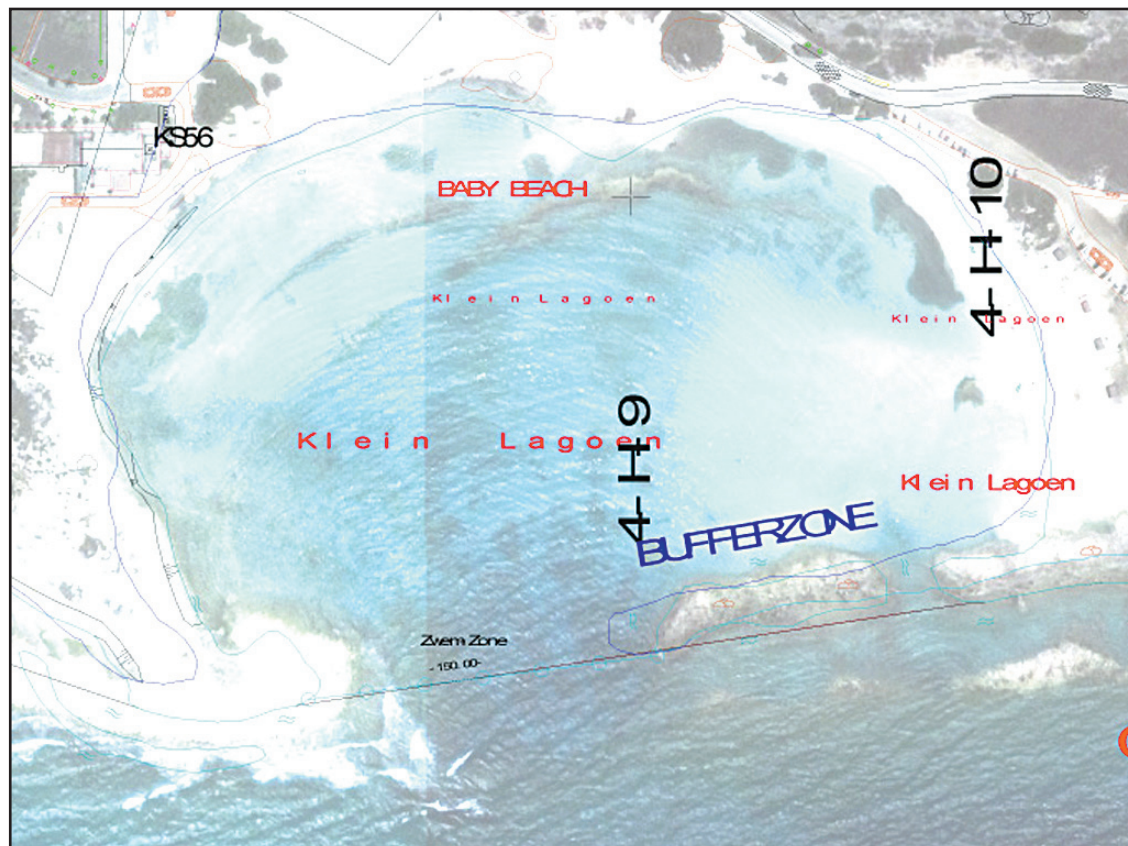 KS56
BABY BEACH
4-H-10
Klein Lagoen
Klein Lagoen
4-H-9
Klein Lagoen
Klein Lagoen
BUFFERZONE
Zwem-Zone
-150.00-